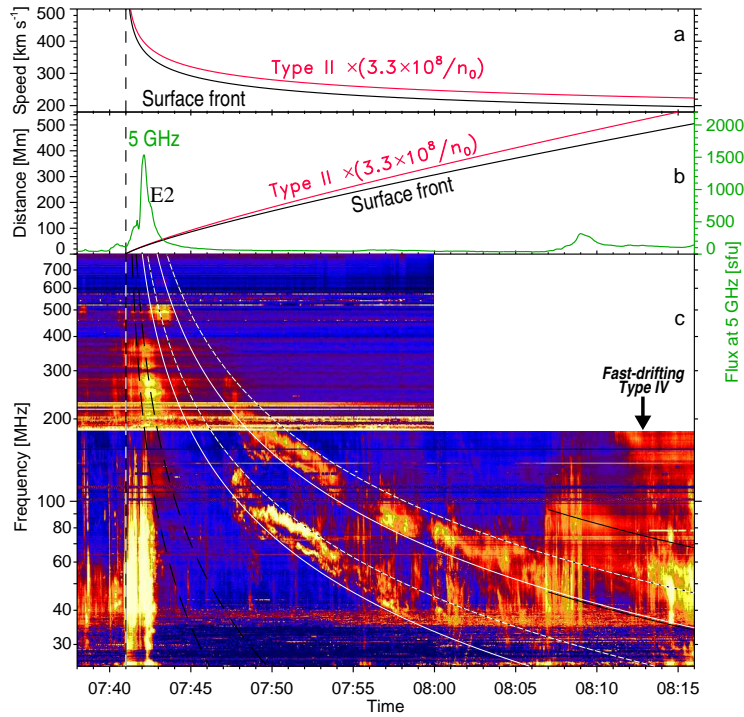 500
400
300
200
Speed [km s⁻¹]
a
Type II ×(3.3×10⁸/n₀)
Surface front
500
400
300
200
100
0
Distance [Mm]
5 GHz
E2
b
Type II ×(3.3×10⁸/n₀)
Surface front
2000
1500
1000
500
0
Flux at 5 GHz [sfu]
700
600
500
400
300
200
100
80
60
40
30
Frequency [MHz]
c
Fast-drifting
Type IV
07:40 07:45 07:50 07:55 08:00 08:05 08:10 08:15
Time